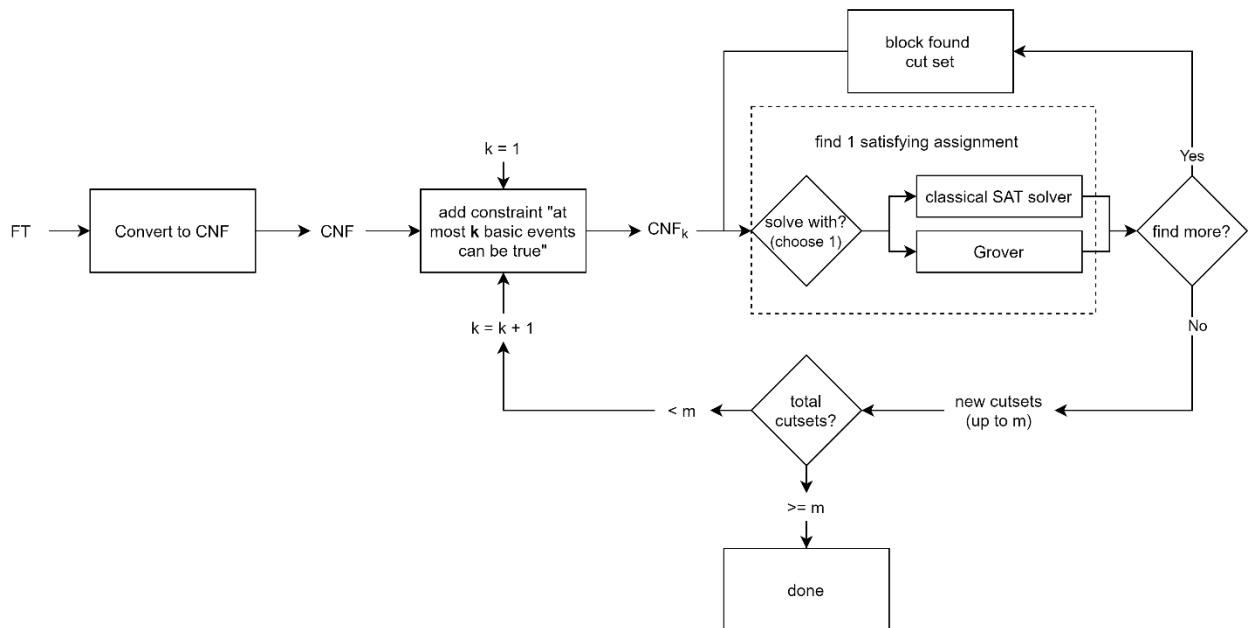 block found
cut set
find 1 satisfying assignment
k = 1
Yes
FT
Convert to CNF
CNF
add constraint "at
most k basic events
can be true"
CNFk
solve with?
(choose 1)
classical SAT solver
Grover
find more?
k = k + 1
No
< m
total
cutsets?
new cutsets
(up to m)
>= m
done